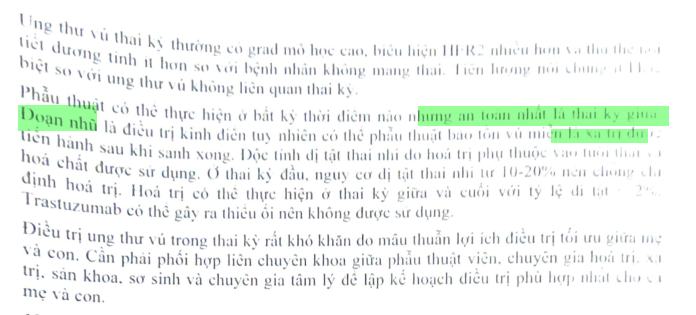 Ung thư vú thai kỳ thường có grad mô học cao, biểu hiện HER2 nhiều hơn và thụ thể nội
tiết dương tính ít hơn so với bệnh nhân không mang thai. Tiên lượng nói chung
biệt so với ung thư vú không liên quan thai kỳ.
Phẫu thuật có thể thực hiện ở bất kỳ thời điểm nào nhưng an toàn nhất là thai kỳ giữa.
Đoạn nhũ là điều trị kinh điển tuy nhiên có thể phẫu thuật bảo tồn vú miễn là xạ trị được
tiến hành sau khi sanh xong. Độc tính dị tật thai nhi do hoá trị phụ thuộc vào tuổi thai và
hoá chất được sử dụng. Ở thai kỳ đầu, nguy cơ dị tật thai nhi từ 10-20% nên chống chỉ
định hoá trị. Hoá trị có thể thực hiện ở thai kỳ giữa và cuối với tỷ lệ dị tật 2%.
Trastuzumab có thể gây ra thiểu ối nên không được sử dụng.
Điều trị ung thư vú trong thai kỳ rất khó khăn do mâu thuẫn lợi ích điều trị tối ưu giữa mẹ
và con. Cần phải phối hợp liên chuyên khoa giữa phẫu thuật viên, chuyên gia hoá trị, xạ
trị, sản khoa, sơ sinh và chuyên gia tâm lý để lập kế hoạch điều trị phù hợp nhất cho cả
mẹ và con.